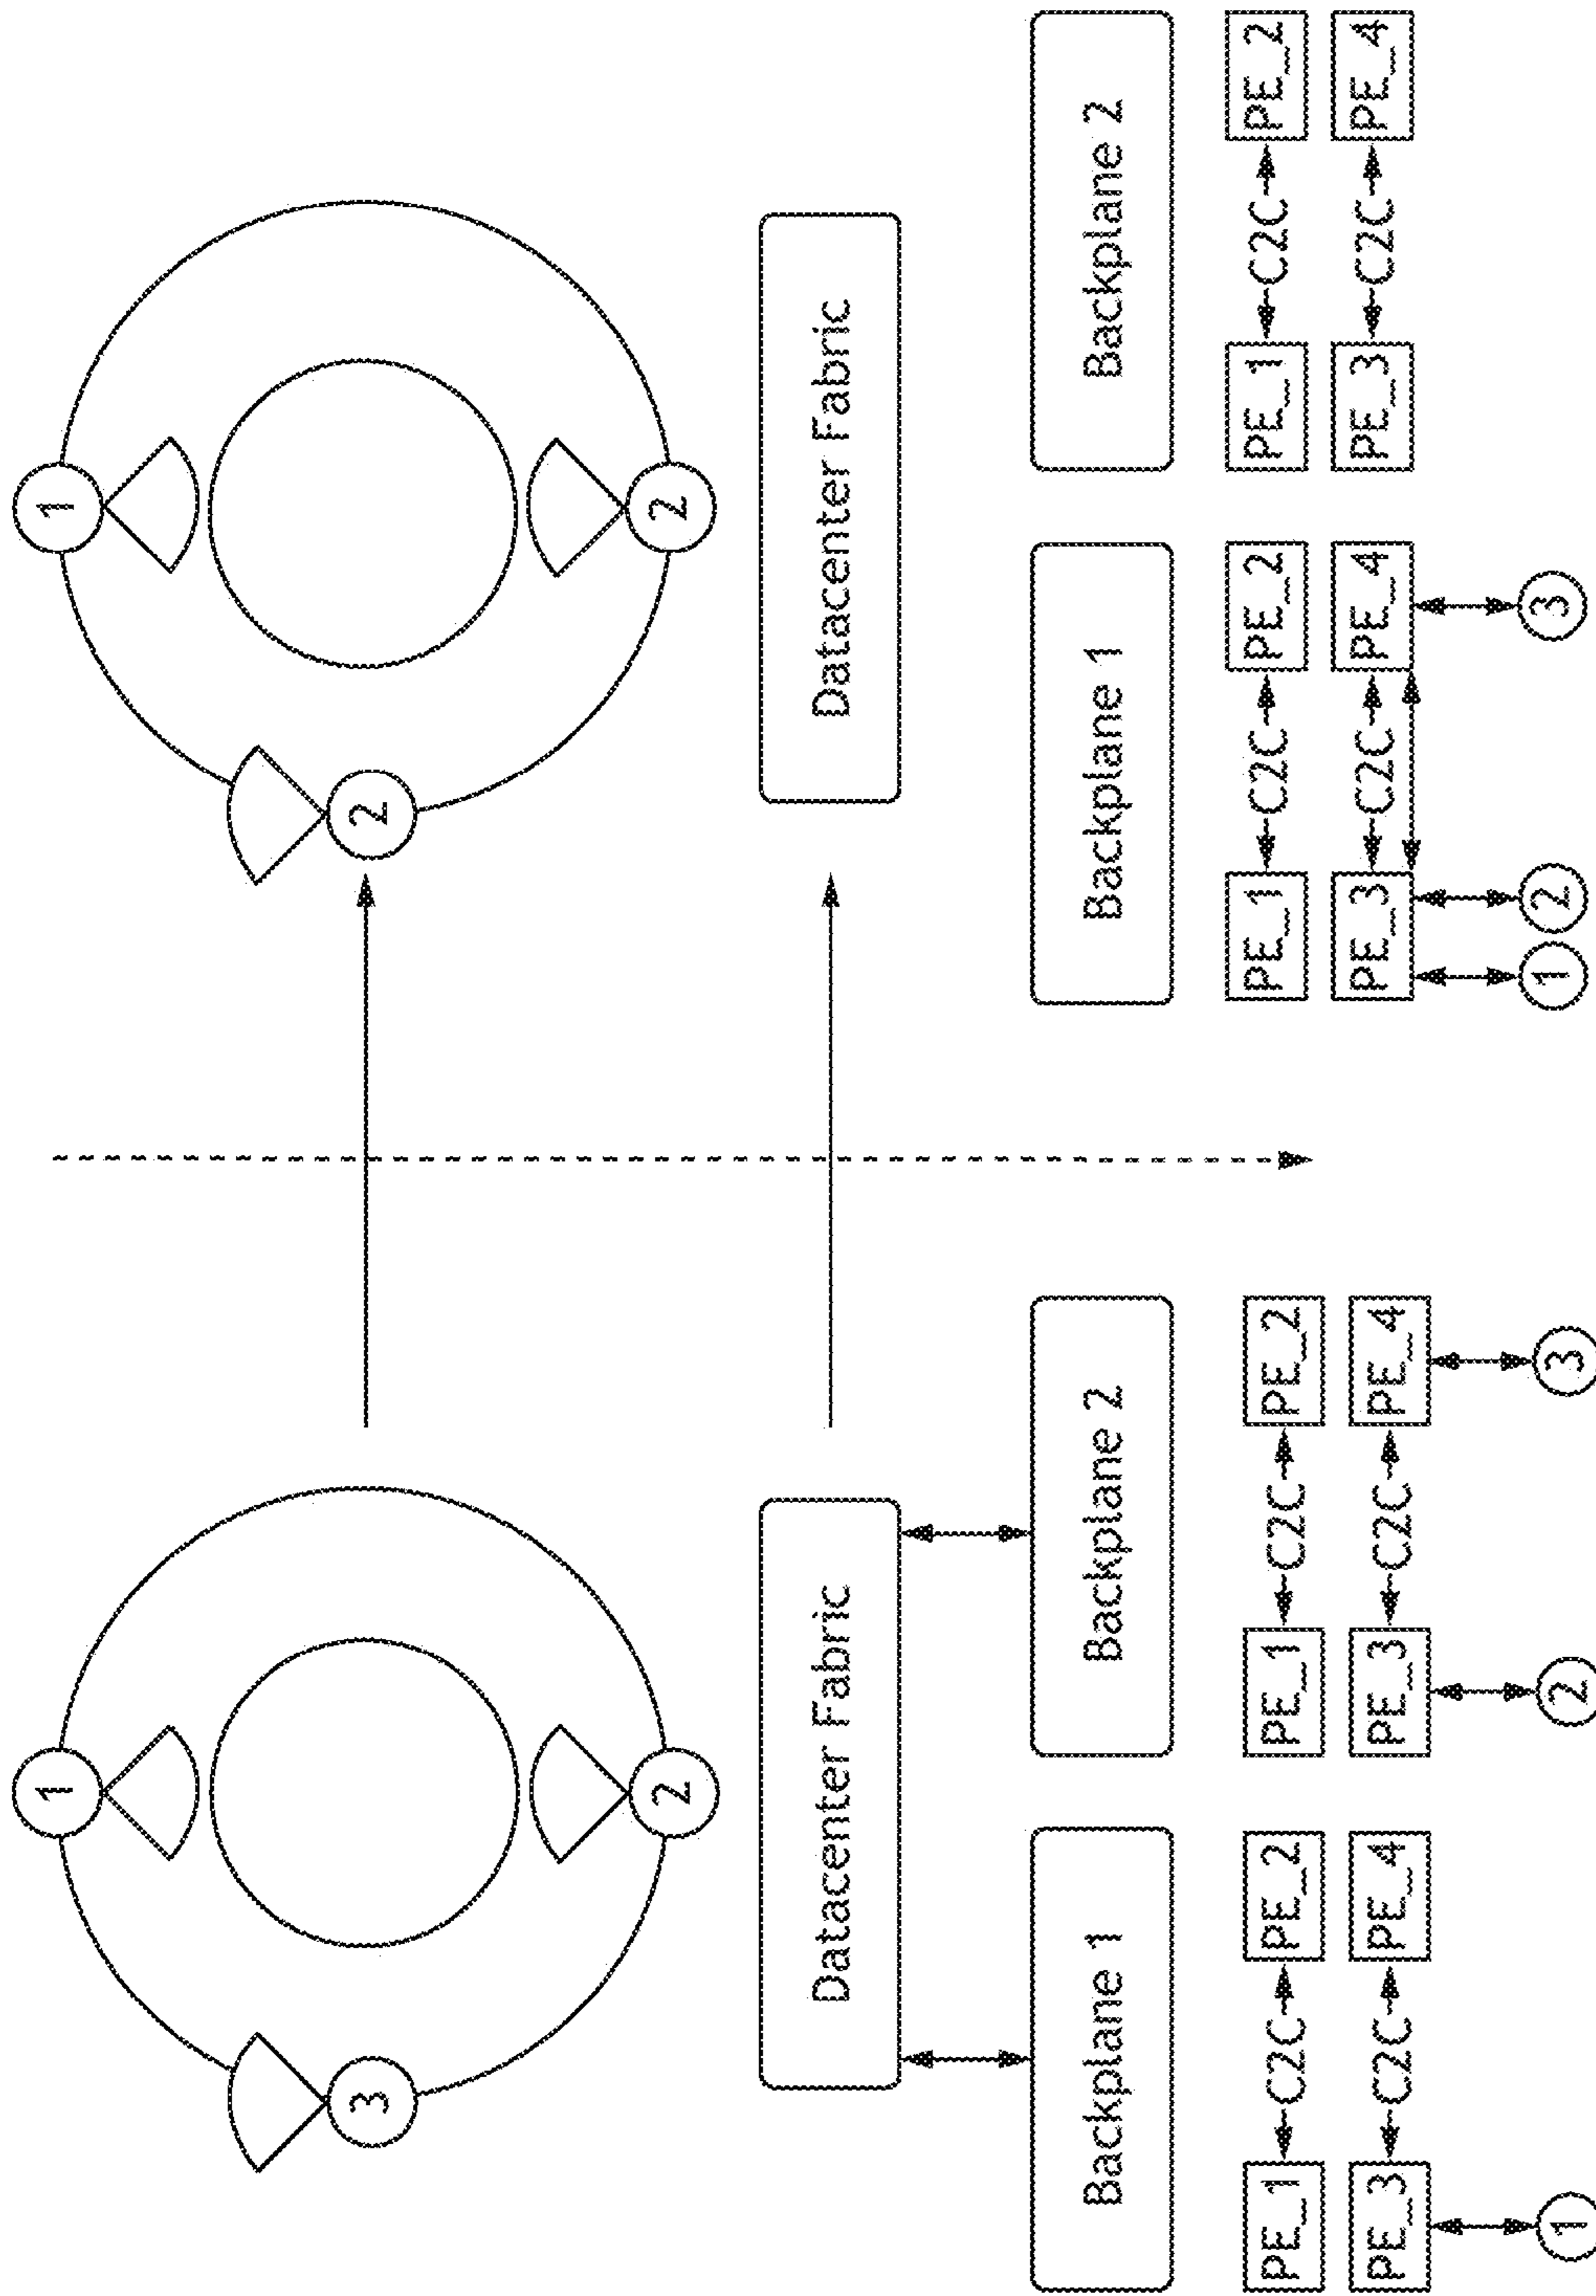 1
3
2
Datacenter Fabric
Backplane 1
Backplane 2
PE_1 C2C PE_2
PE_3 C2C PE_4
1
PE_1 C2C PE_2
PE_3 C2C PE_4
2
3
1
2
2
Datacenter Fabric
Backplane 1
Backplane 2
PE_1 C2C PE_2
PE_3 C2C PE_4
1
2
3
PE_1 C2C PE_2
PE_3 C2C PE_4